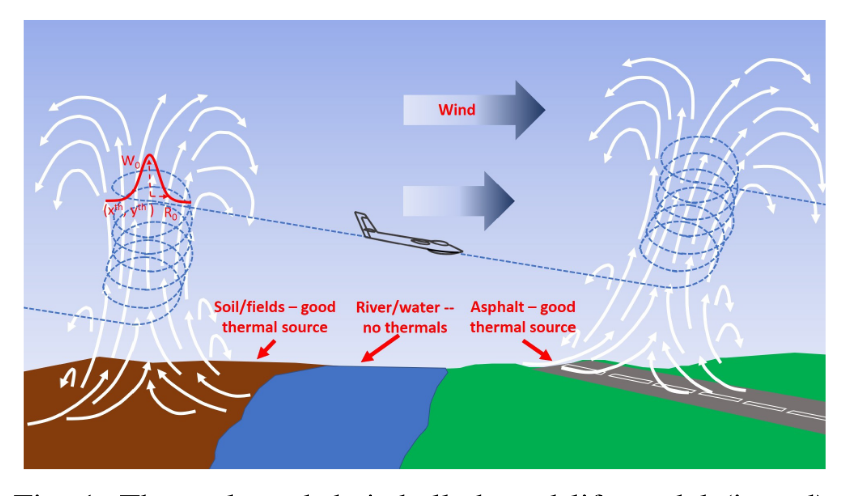 Wind
W₀
(xᵗʰ, yᵗʰ) R₀
Soil/fields – good
thermal source
River/water --
no thermals
Asphalt – good
thermal source